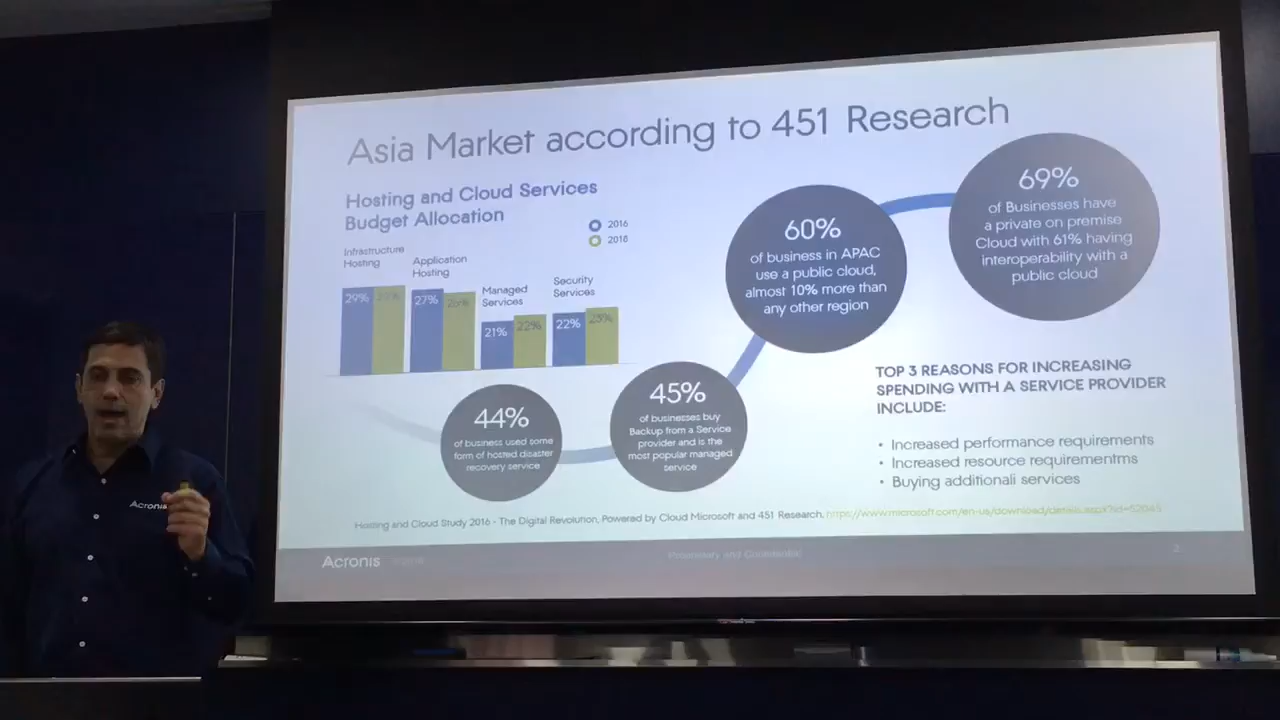 Asia Market according to 451 Research
Hosting and Cloud Services
Budget Allocation
2016
2018
Infrastructure
Hosting
Application
Hosting
Managed
Services
Security
Services
29%
27%
21%
22%
22%
23%
44%
of business used some
form of hosted disaster
recovery service
45%
of businesses buy
Backup from a Service
provider and is the
most popular managed
service
60%
of business in APAC
use a public cloud,
almost 10% more than
any other region
69%
of Businesses have
a private on premise
Cloud with 61% having
interoperability with a
public cloud
TOP 3 REASONS FOR INCREASING
SPENDING WITH A SERVICE PROVIDER
INCLUDE:
• Increased performance requirements
• Increased resource requirementms
• Buying additionali services
Hosting and Cloud Study 2016 - The Digital Revolution, Powered by Cloud Microsoft and 451 Research.
Acronis
Proprietary and Confidential
2
Acronis